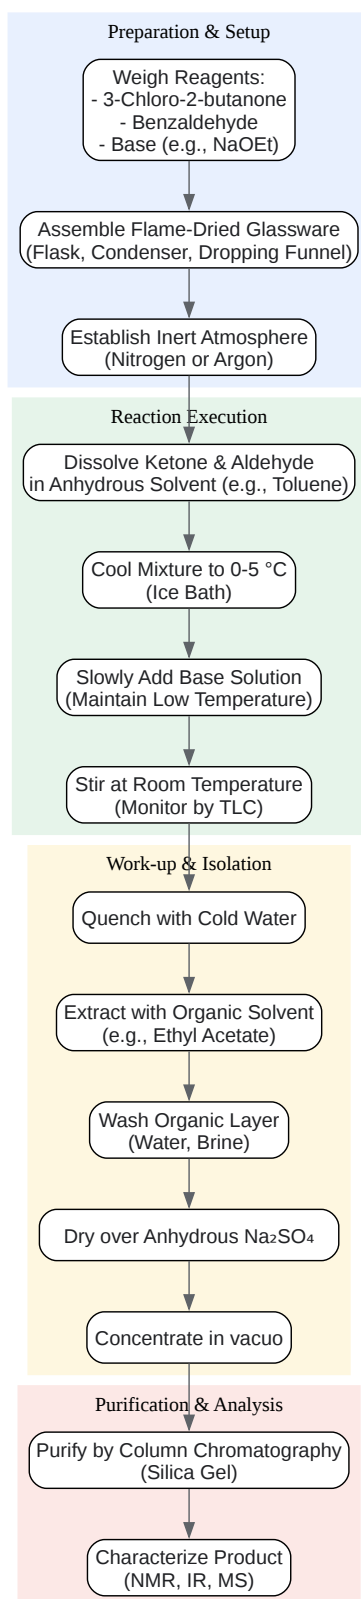 Preparation & Setup
Weigh Reagents:
- 3-Chloro-2-butanone
- Benzaldehyde
- Base (e.g., NaOEt)
Assemble Flame-Dried Glassware
(Flask, Condenser, Dropping Funnel)
Establish Inert Atmosphere
(Nitrogen or Argon)
Reaction Execution
Dissolve Ketone & Aldehyde
in Anhydrous Solvent (e.g., Toluene)
Cool Mixture to 0-5 °C
(Ice Bath)
Slowly Add Base Solution
(Maintain Low Temperature)
Stir at Room Temperature
(Monitor by TLC)
Work-up & Isolation
Quench with Cold Water
Extract with Organic Solvent
(e.g., Ethyl Acetate)
Wash Organic Layer
(Water, Brine)
Dry over Anhydrous Na₂SO₄
Concentrate in vacuo
Purification & Analysis
Purify by Column Chromatography
(Silica Gel)
Characterize Product
(NMR, IR, MS)